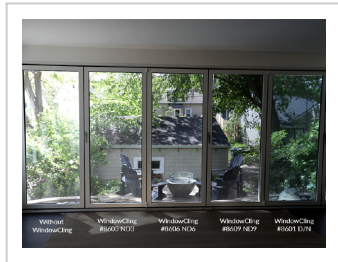 Without
WindowCling
WindowCling
#8603 ND3
WindowCling
#8606 ND6
WindowCling
#8609 ND9
WindowCling
#8601 D/N